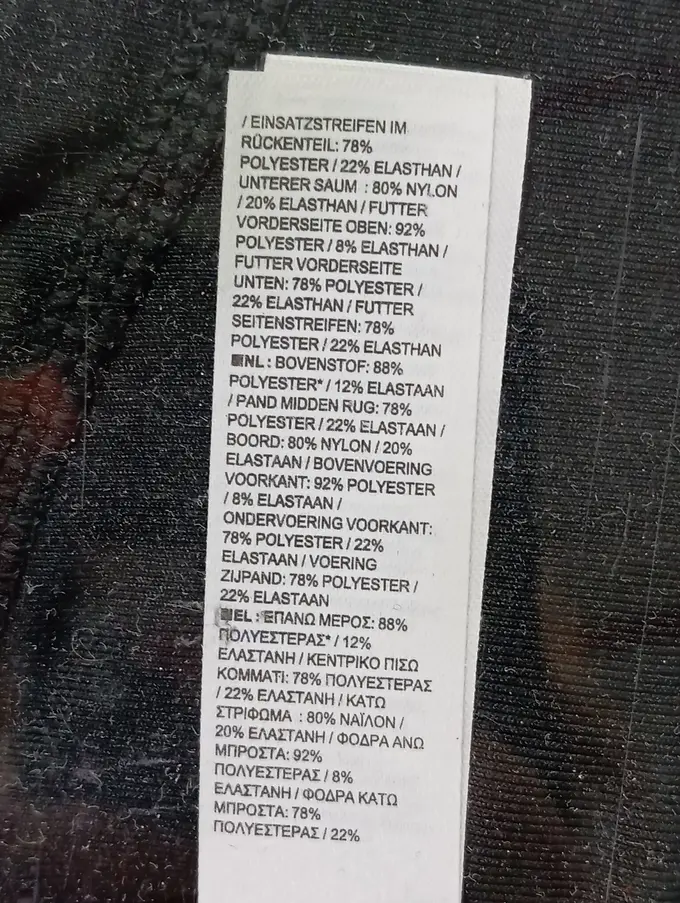 / EINSATZSTREIFEN IM
RÜCKENTEIL: 78%
POLYESTER / 22% ELASTHAN /
UNTERER SAUM : 80% NYLON
/ 20% ELASTHAN / FUTTER
VORDERSEITE OBEN: 92%
POLYESTER / 8% ELASTHAN /
FUTTER VORDERSEITE
UNTEN: 78% POLYESTER /
22% ELASTHAN / FUTTER
SEITENSTREIFEN: 78%
POLYESTER / 22% ELASTHAN
■NL : BOVENSTOF: 88%
POLYESTER* / 12% ELASTAAN
/ PAND MIDDEN RUG: 78%
POLYESTER / 22% ELASTAAN /
BOORD: 80% NYLON / 20%
ELASTAAN / BOVENVOERING
VOORKANT: 92% POLYESTER
/ 8% ELASTAAN /
ONDERVOERING VOORKANT:
78% POLYESTER / 22%
ELASTAAN / VOERING
ZIJPAND: 78% POLYESTER /
22% ELASTAAN
■EL : ΕΠΑΝΩ ΜΕΡΟΣ: 88%
ΠΟΛΥΕΣΤΕΡΑΣ* / 12%
ΕΛΑΣΤΑΝΗ / ΚΕΝΤΡΙΚΟ ΠΙΣΩ
ΚΟΜΜΑΤΙ: 78% ΠΟΛΥΕΣΤΕΡΑΣ
/ 22% ΕΛΑΣΤΑΝΗ / ΚΑΤΩ
ΣΤΡΙΦΩΜΑ : 80% ΝΑΪΛΟΝ /
20% ΕΛΑΣΤΑΝΗ / ΦΟΔΡΑ ΑΝΩ
ΜΠΡΟΣΤΑ: 92%
ΠΟΛΥΕΣΤΕΡΑΣ / 8%
ΕΛΑΣΤΑΝΗ / ΦΟΔΡΑ ΚΑΤΩ
ΜΠΡΟΣΤΑ: 78%
ΠΟΛΥΕΣΤΕΡΑΣ / 22%